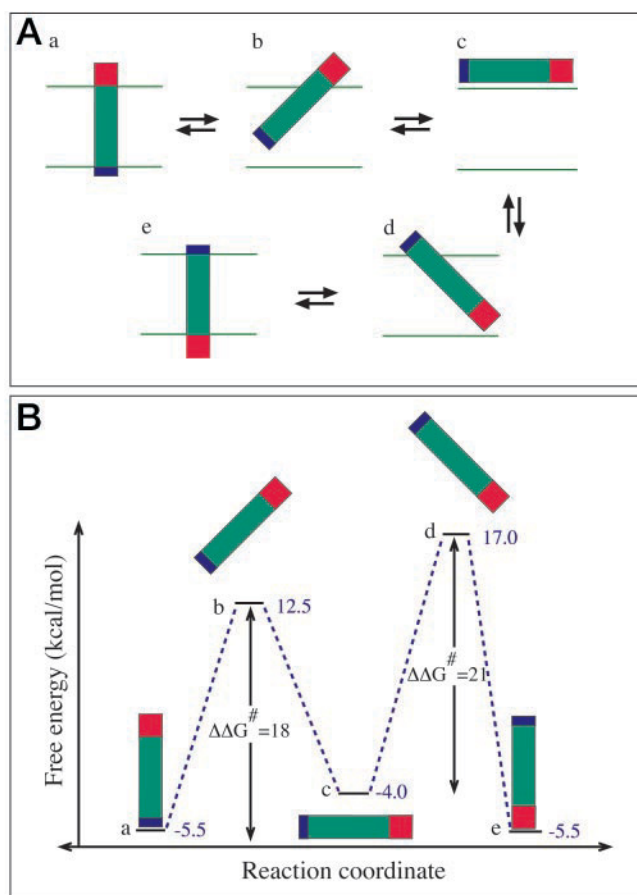 A
a
b
c
e
d
B
Free energy (kcal/mol)
d
17.0
b
12.5
ΔΔG#=21
ΔΔG#=18
c
-4.0
a
-5.5
e
-5.5
Reaction coordinate